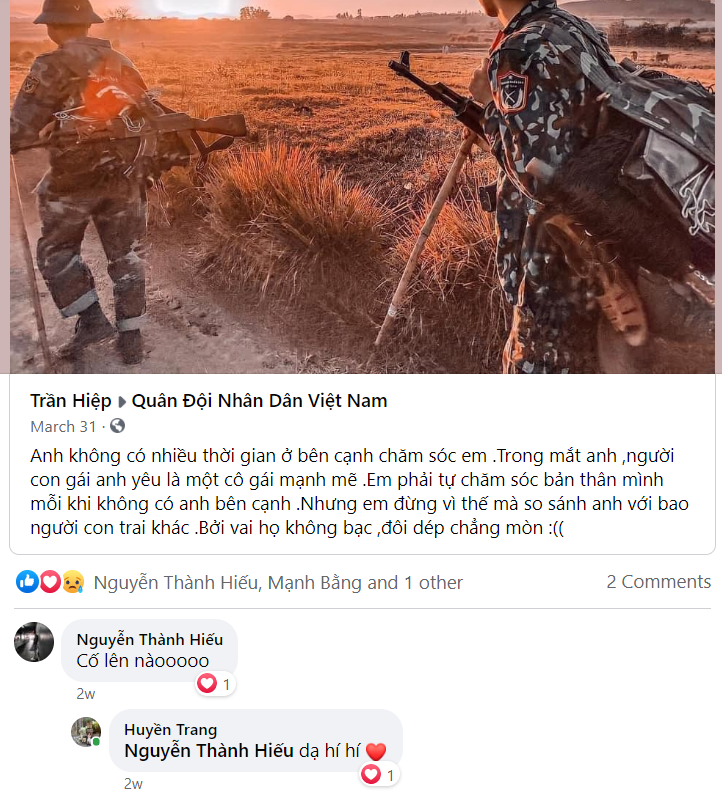 Trần Hiệp Quân Đội Nhân Dân Việt Nam
March 31 ·
Anh không có nhiều thời gian ở bên cạnh chăm sóc em .Trong mắt anh ,người
con gái anh yêu là một cô gái mạnh mẽ .Em phải tự chăm sóc bản thân mình
mỗi khi không có anh bên cạnh .Nhưng em đừng vì thế mà so sánh anh với bao
người con trai khác .Bởi vai họ không bạc ,đôi dép chẳng mòn :((
Nguyễn Thành Hiếu, Mạnh Bằng and 1 other 2 Comments
Nguyễn Thành Hiếu
Cố lên nàooooo
1
2w
Huyền Trang
Nguyễn Thành Hiếu dạ hí hí ❤️
1
2w